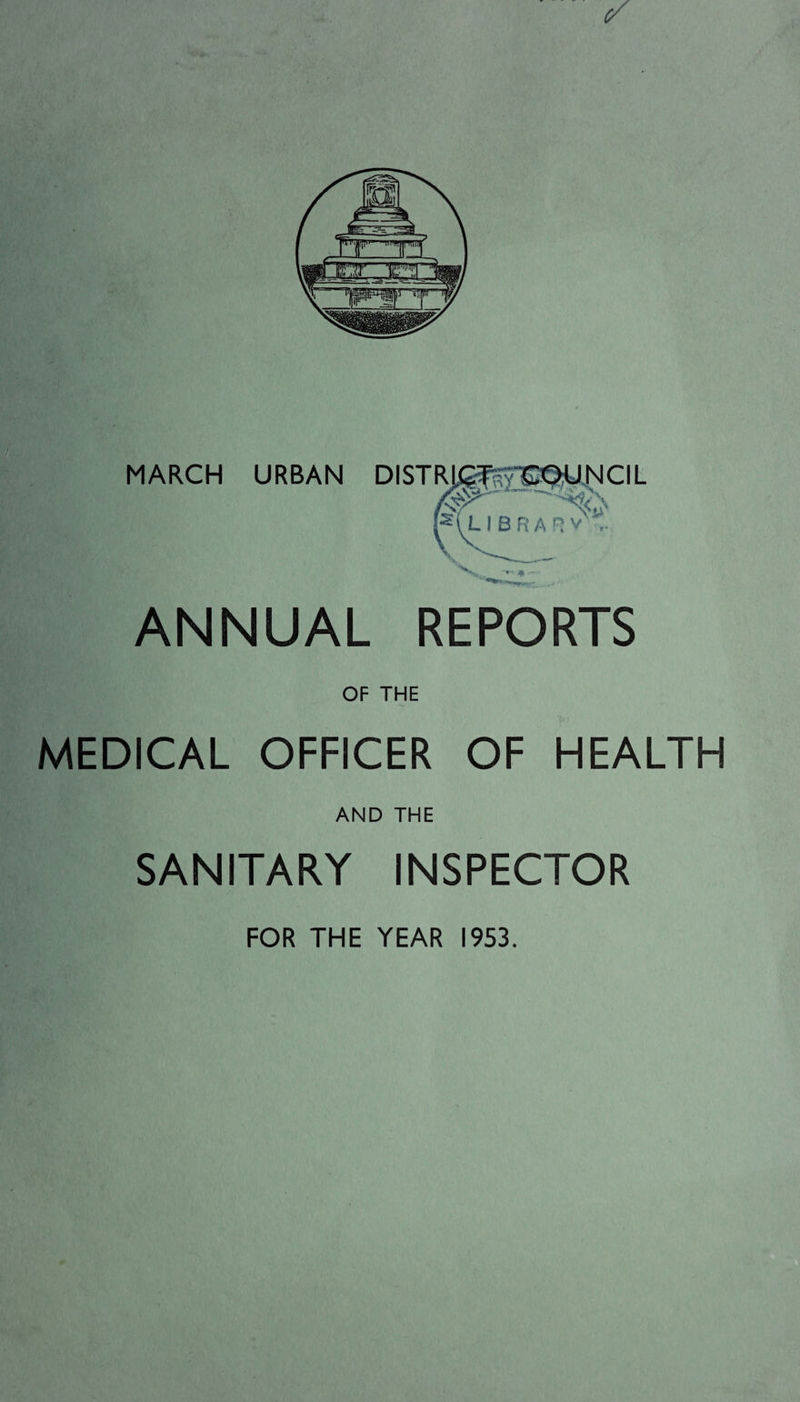 MARCH URBAN DISTRICT COUNCIL
LIBRARY
ANNUAL REPORTS
OF THE
MEDICAL OFFICER OF HEALTH
AND THE
SANITARY INSPECTOR
FOR THE YEAR 1953.